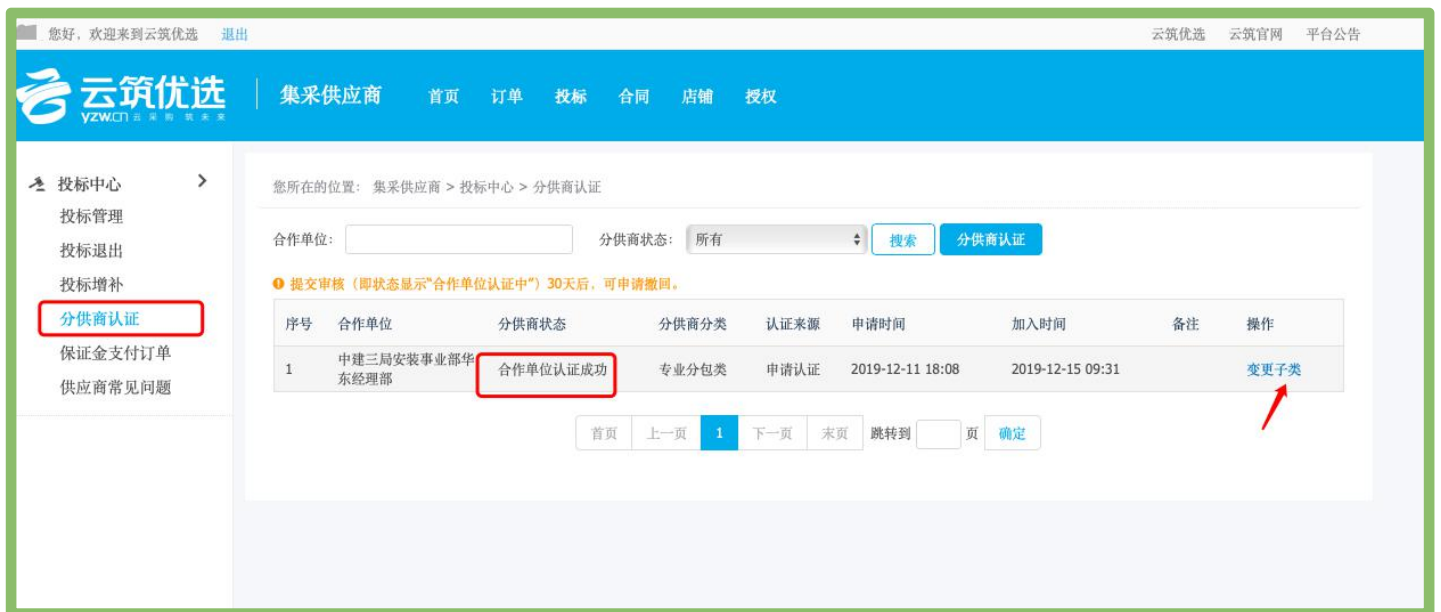 您好，欢迎来到云筑优选 退出 云筑优选 云筑官网 平台公告
云筑优选 集采供应商 首页 订单 投标 合同 店铺 授权
yzw.cn 云采购 筑未来
投标中心
投标管理
投标退出
投标增补
分供商认证
保证金支付订单
供应商常见问题
您所在的位置： 集采供应商 > 投标中心 > 分供商认证
合作单位： 分供商状态： 所有 搜索 分供商认证
提交审核（即状态显示“合作单位认证中”）30天后，可申请撤回。
序号 合作单位 分供商状态 分供商分类 认证来源 申请时间 加入时间 备注 操作
1 中建三局安装事业部华东经理部 合作单位认证成功 专业分包类 申请认证 2019-12-11 18:08 2019-12-15 09:31 变更子类
首页 上一页 1 下一页 末页 跳转到 页 确定